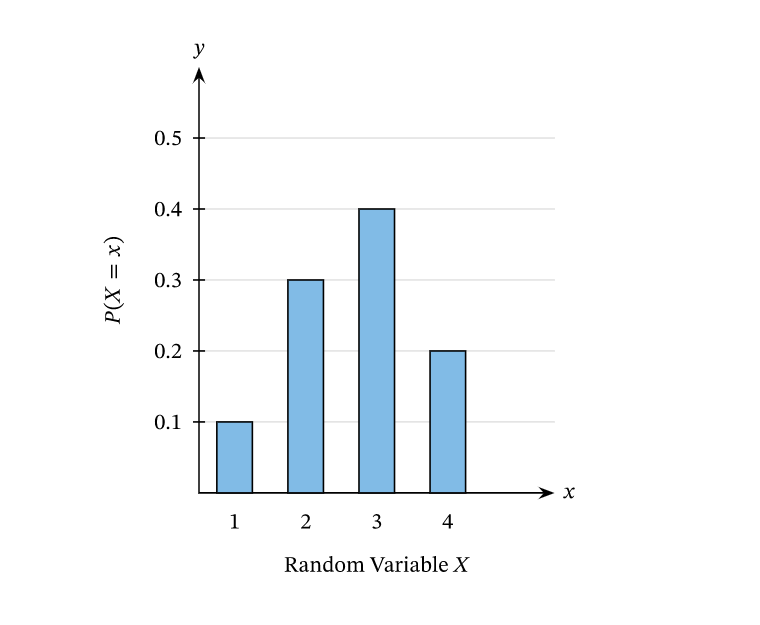 y
0.5
0.4
0.3
0.2
0.1
P(X = x)
x
1 2 3 4
Random Variable X